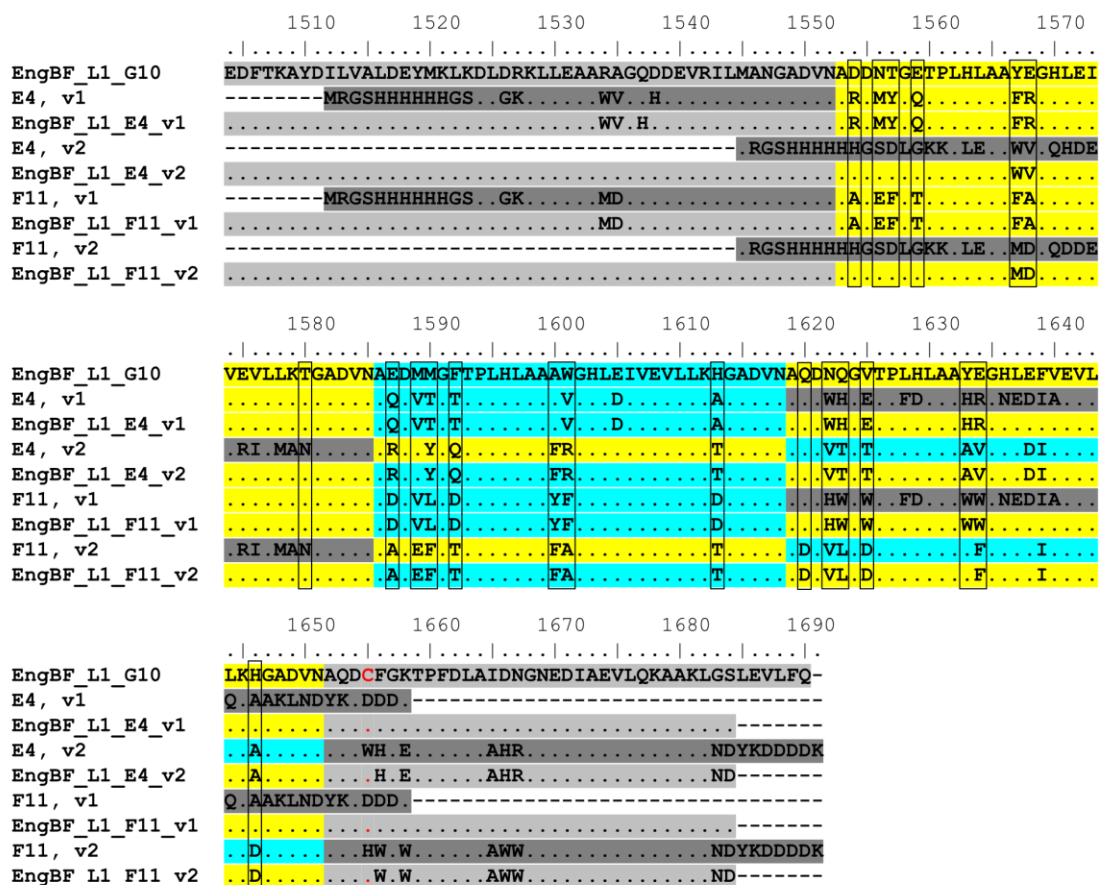 1510 1520 1530 1540 1550 1560 1570
EngBF_L1_G10 EDFTKAYDILVALDEYMKLKDLDRKLLEAARAGQDDEVRILMANGADVNADDNTGETPLHLAAYEGHLEI
E4, v1 --------MRGSHHHHHHGS..GK......WV..H...............R.MY.Q.......FR.....
EngBF_L1_E4_v1 ..............................WV.H................R.MY.Q.......FR.....
E4, v2 -----------------------------------------.RGSHHHHHHGSDLGKK.LE..WV.QHDE
EngBF_L1_E4_v2 ...............................................................WV.....
F11, v1 --------MRGSHHHHHHGS..GK......MD..................A.EF.T.......FA.....
EngBF_L1_F11_v1 ..............................MD..................A.EF.T.......FA.....
F11, v2 -----------------------------------------.RGSHHHHHHGSDLGKK.LE..MD.QDDE
EngBF_L1_F11_v2 ...............................................................MD.....
1580 1590 1600 1610 1620 1630 1640
EngBF_L1_G10 VEVLLKTGADVNAEDMMGFTPLHLAAAWGHLEIVEVLLKHGADVNAQDNQGVTPLHLAAYEGHLEFVEVL
E4, v1 .............Q.VT.T........V...D.......A........WH.E..FD...HR.NEDIA...
EngBF_L1_E4_v1 .............Q.VT.T........V...D.......A........WH.E.......HR.........
E4, v2 .RI.MAN......R..Y.Q.......FR...........T........VT.T.......AV...DI....
EngBF_L1_E4_v2 .............R..Y.Q.......FR...........T........VT.T.......AV...DI....
F11, v1 .............D.VL.D.......YF...........D........HW.W..FD...WW.NEDIA...
EngBF_L1_F11_v1 .............D.VL.D.......YF...........D........HW.W.......WW.........
F11, v2 .RI.MAN......A.EF.T.......FA...........T......D.VL.D........F....I....
EngBF_L1_F11_v2 .............A.EF.T.......FA...........T......D.VL.D........F....I....
1650 1660 1670 1680 1690
EngBF_L1_G10 LKHGADVNAQDCFGKTPFDLAIDNGNEDIAEVLQKAAKLGSLEVLFQ-
E4, v1 Q.AAKLNDYK.DDD.---------------------------------
EngBF_L1_E4_v1 .........................................-------
E4, v2 ..A........WH.E......AHR...............NDYKDDDDK
EngBF_L1_E4_v2 ..A.........H.E......AHR...............ND-------
F11, v1 Q.AAKLNDYK.DDD.---------------------------------
EngBF_L1_F11_v1 .........................................-------
F11, v2 ..D........HW.W......AWW...............NDYKDDDDK
EngBF_L1_F11_v2 ..D.........W.W......AWW...............ND-------